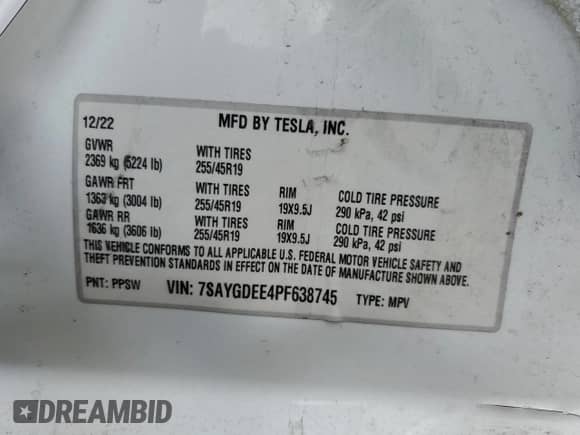 12/22 MFD BY TESLA, INC.
GVWR
2369 kg (5224 lb) WITH TIRES 255/45R19
GAWR FRT
1363 kg (3004 lb) WITH TIRES 255/45R19 RIM 19X9.5J COLD TIRE PRESSURE 290 kPa, 42 psi
GAWR RR
1636 kg (3606 lb) WITH TIRES 255/45R19 RIM 19X9.5J COLD TIRE PRESSURE 290 kPa, 42 psi
THIS VEHICLE CONFORMS TO ALL APPLICABLE U.S. FEDERAL MOTOR VEHICLE SAFETY AND
THEFT PREVENTION STANDARDS IN EFFECT ON THE DATE OF MANUFACTURE SHOWN ABOVE.
PNT: PPSW VIN: 7SAYGDEE4PF638745 TYPE: MPV
DREAMBID